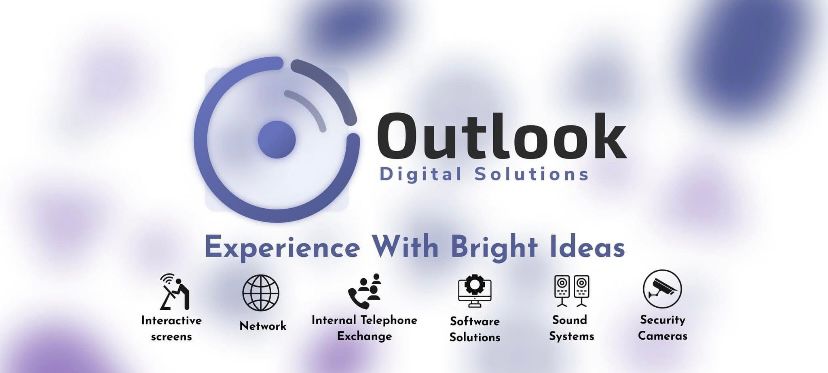 Outlook
Digital Solutions
Experience With Bright Ideas
Interactive
screens
Network
Internal Telephone
Exchange
Software
Solutions
Sound
Systems
Security
Cameras